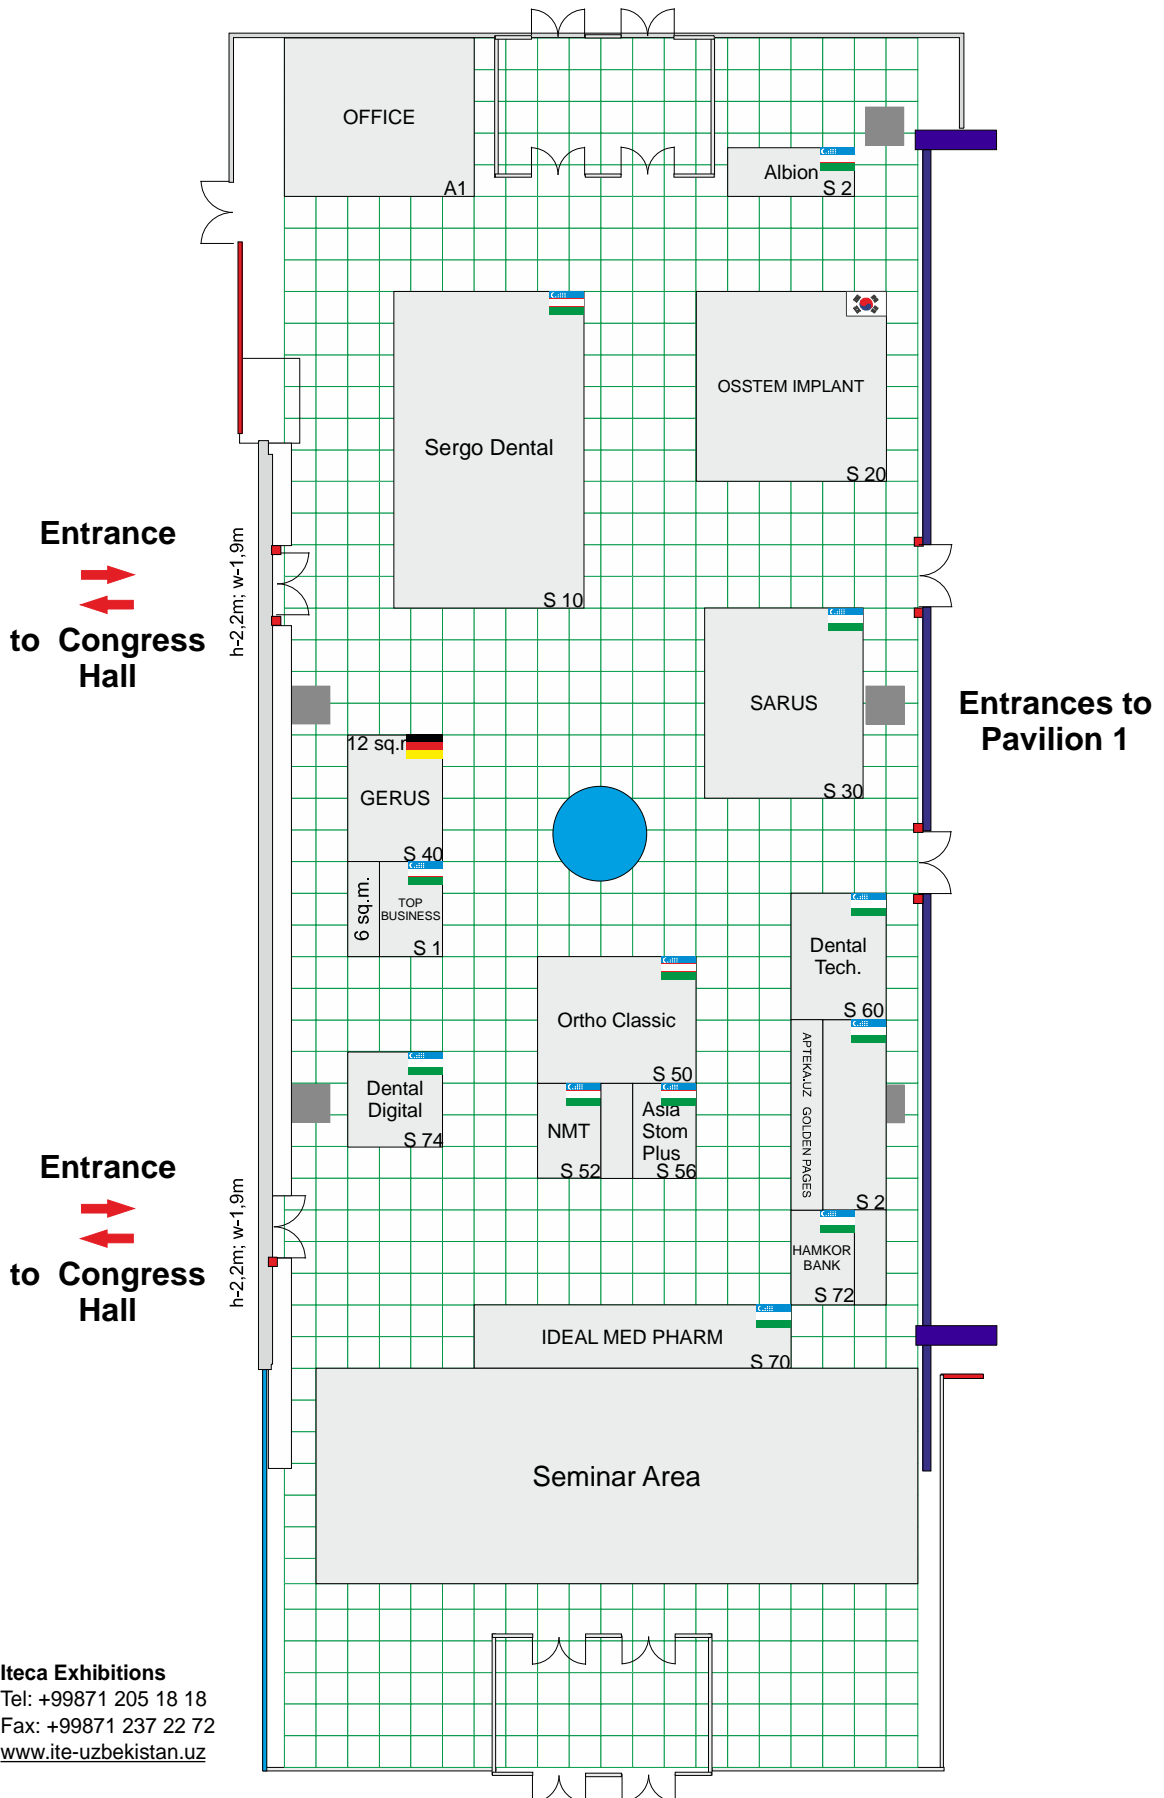 OFFICE
A1
Albion
S 2
OSSTEM IMPLANT
S 20
Sergo Dental
S 10
Entrance
to Congress
Hall
h-2,2m; w-1,9m
SARUS
S 30
Entrances to
Pavilion 1
12 sq.r
GERUS
S 40
6 sq.m.
TOP
BUSINESS
S 1
Dental
Tech.
S 60
Ortho Classic
S 50
APTEKA.UZ GOLDEN PAGES
S 2
Dental
Digital
S 74
NMT
S 52
Asia
Stom
Plus
S 56
Entrance
to Congress
Hall
h-2,2m; w-1,9m
HAMKOR
BANK
S 72
IDEAL MED PHARM
S 70
Seminar Area
Iteca Exhibitions
Tel: +99871 205 18 18
Fax: +99871 237 22 72
www.ite-uzbekistan.uz